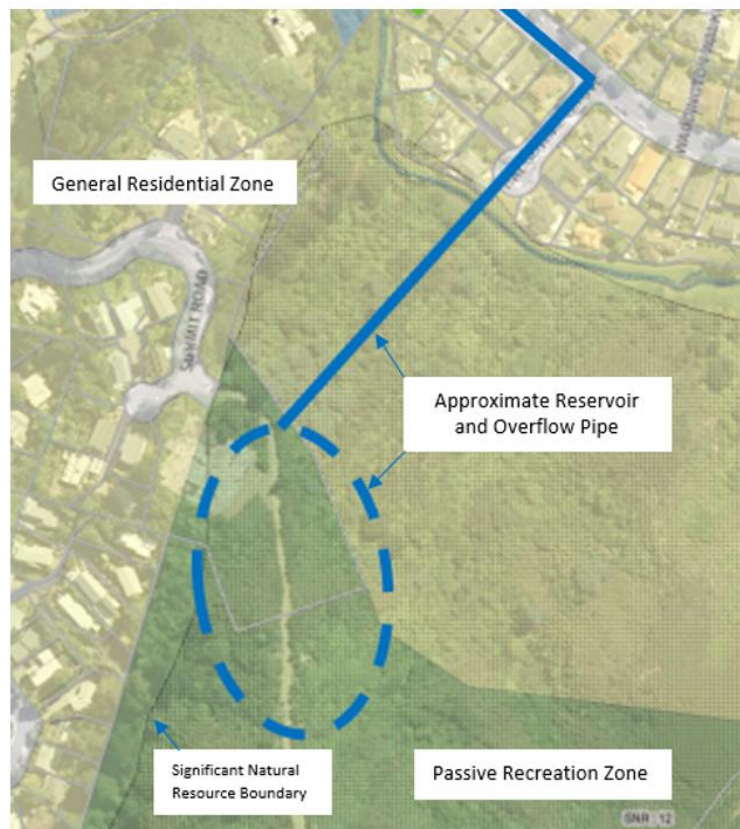 General Residential Zone
SUMMIT ROAD
Approximate Reservoir
and Overflow Pipe
Significant Natural
Resource Boundary
Passive Recreation Zone
SNR : 12